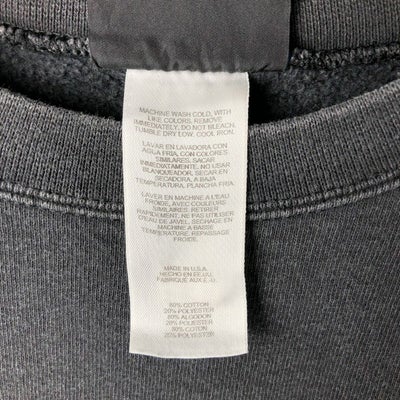 MACHINE WASH COLD, WITH
LIKE COLORS, REMOVE
IMMEDIATELY, DO NOT BLEACH.
TUMBLE DRY LOW. COOL IRON.
LAVAR EN LAVADORA CON
AGUA FRIA, CON COLORES
SIMILARES, SACAR
INMEDIATAMENTE, NO USAR
BLANQUEADOR, SECAR EN
SECADORA, A BAJA
TEMPERATURA, PLANCHA FRIA.
LAVER EN MACHINE A L'EAU
FROIDE, AVEC COULEURS
SIMILAIRES. RETIRER
RAPIDEMENT. NE PAS UTILISER
D'EAU DE JAVEL. SECHAGE EN
MACHINE A BASSE
TEMPERATURE. REPASSAGE
FROIDE.
MADE IN U.S.A.
HECHO EN EE.UU.
FABRIQUE AUX E.-U.
80% COTTON
20% POLYESTER
80% ALGODON
20% POLIESTER
80% COTON
20% POLYESTER